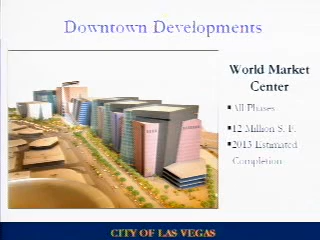 Downtown Developments
World Market
Center
▪All Phases
▪12 Million S. F.
▪2013 Estimated
Completion
CITY OF LAS VEGAS